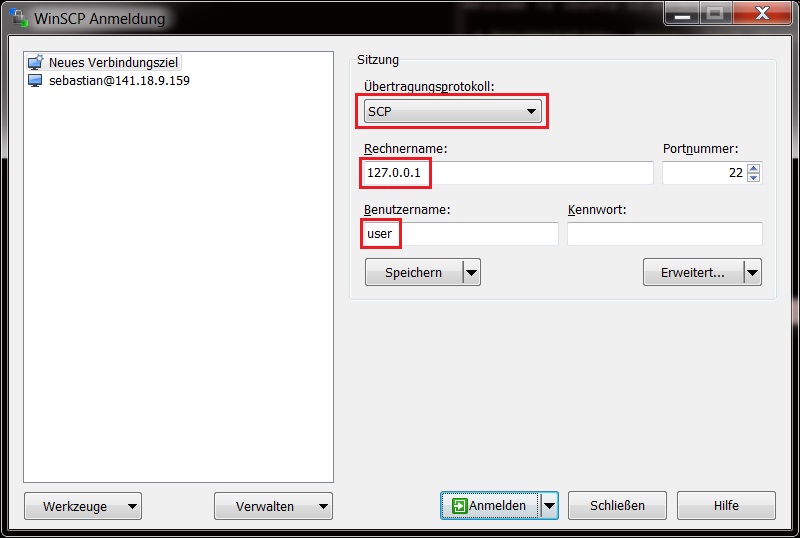 WinSCP Anmeldung
Neues Verbindungsziel
sebastian@141.18.9.159
Sitzung
Übertragungsprotokoll:
SCP
Rechnername:
Portnummer:
127.0.0.1
22
Benutzername:
Kennwort:
user
Speichern
Erweitert...
Werkzeuge
Verwalten
Anmelden
Schließen
Hilfe